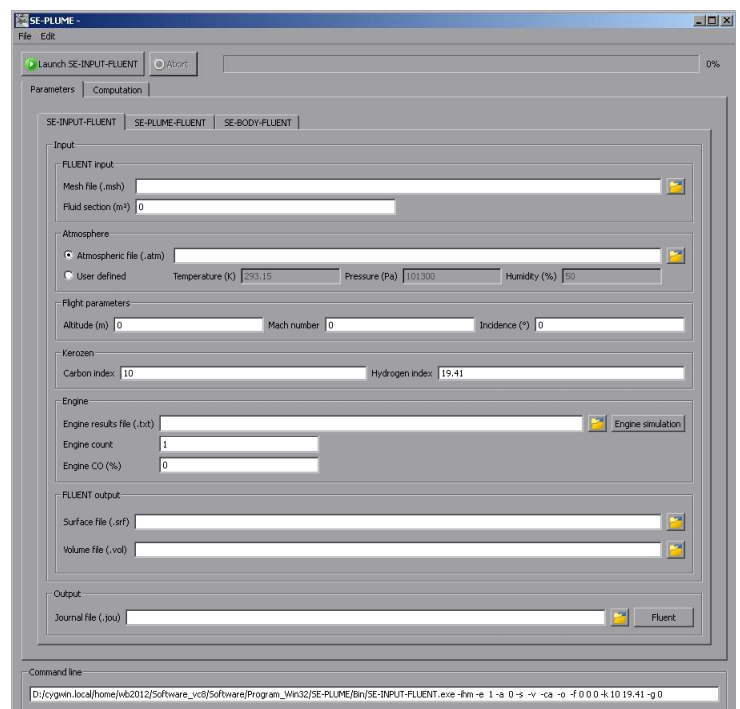 SE-PLUME -
File Edit
Launch SE-INPUT-FLUENT Abort 0%
Parameters Computation
SE-INPUT-FLUENT SE-PLUME-FLUENT SE-BODY-FLUENT
Input
FLUENT input
Mesh file (.msh)
Fluid section (m²) 0
Atmosphere
Atmospheric file (.atm)
User defined Temperature (K) 293.15 Pressure (Pa) 101300 Humidity (%) 50
Flight parameters
Altitude (m) 0 Mach number 0 Incidence (°) 0
Kerozen
Carbon index 10 Hydrogen index 19.41
Engine
Engine results file (.txt) Engine simulation
Engine count 1
Engine CO (%) 0
FLUENT output
Surface file (.srf)
Volume file (.vol)
Output
Journal file (.jou) Fluent
Command line
D:/cygwin.local/home/wb2012/Software_vc8/Software/Program_Win32/SE-PLUME/Bin/SE-INPUT-FLUENT.exe -ihm -e 1 -a 0 -s -v -ca -o -f 0 0 0 -k 10 19.41 -g 0